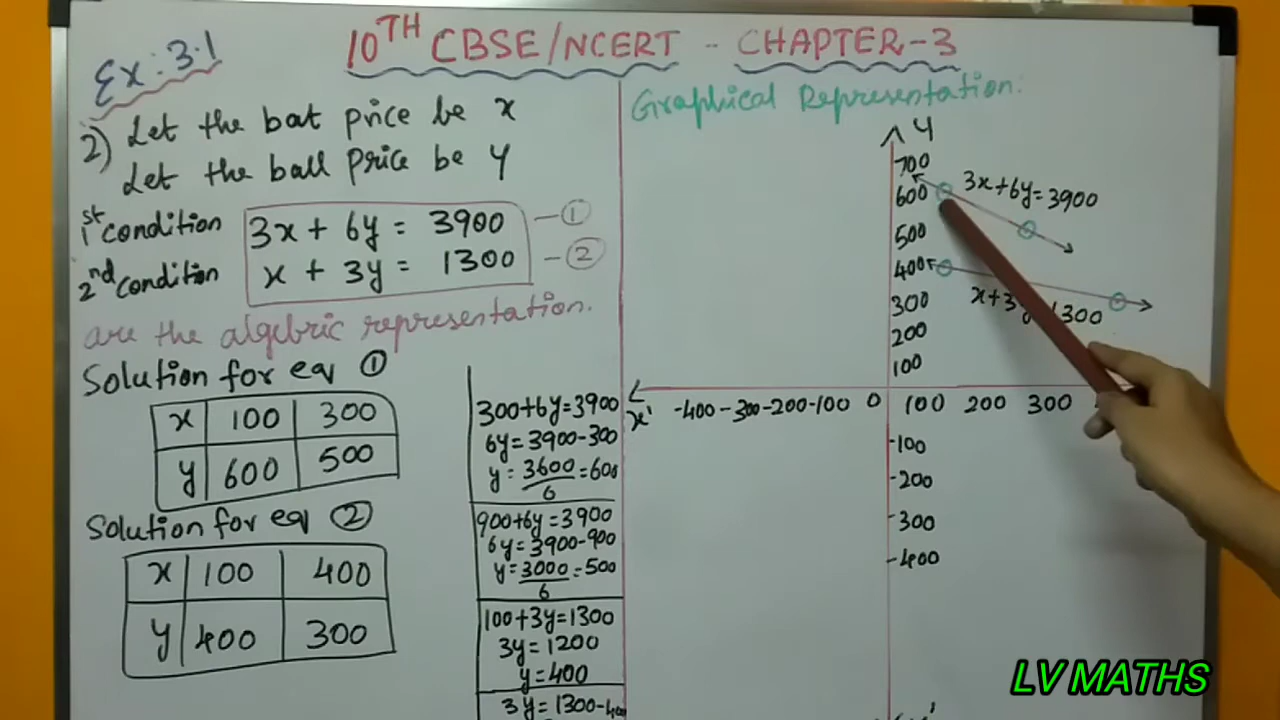 Ex: 3.1
10TH CBSE/NCERT - CHAPTER-3
2) Let the bat price be x
Let the ball price be y
1st condition 3x + 6y = 3900 - ①
2nd condition x + 3y = 1300 - ②
are the algebric representation.
Solution for eq ①
x 100 300
y 600 500
Solution for eq ②
x 100 400
y 400 300
300+6y=3900
6y=3900-300
y = 3600/6 = 600
900+6y=3900
6y=3900-900
y=3000/6=500
100+3y=1300
3y=1200
y=400
3y=1300-400
Graphical Representation:
Y
700
600
500
400
300
200
100
3x+6y=3900
x+3
1300
x' -400 -300 -200 -100 0 100 200 300
-100
-200
-300
-400
LV MATHS